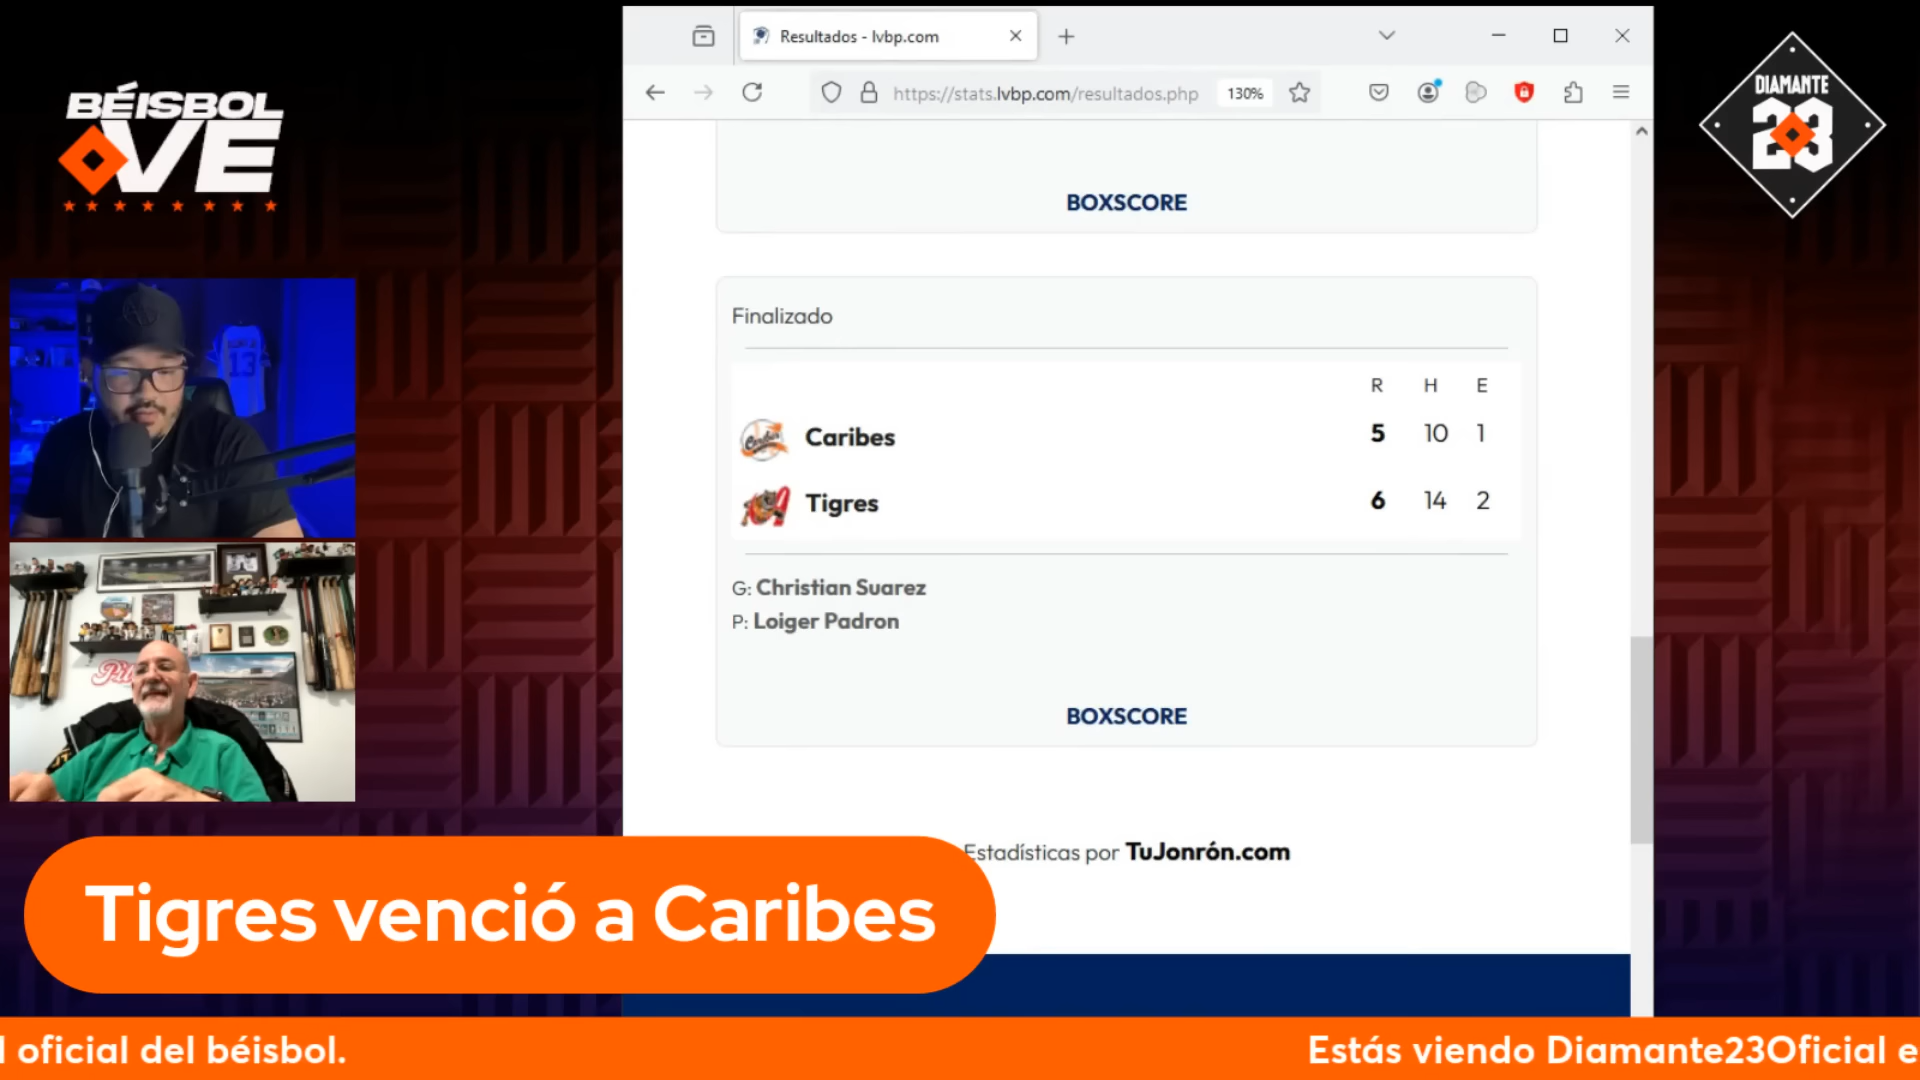 BÉISBOL
VE
Resultados - lvbp.com
https://stats.lvbp.com/resultados.php
130%
DIAMANTE
23
BOXSCORE
Finalizado
R H E
Caribes 5 10 1
Tigres 6 14 2
G: Christian Suarez
P: Loiger Padron
BOXSCORE
Estadísticas por TuJonrón.com
13
Tigres venció a Caribes
l oficial del béisbol.
Estás viendo Diamante23Oficial e